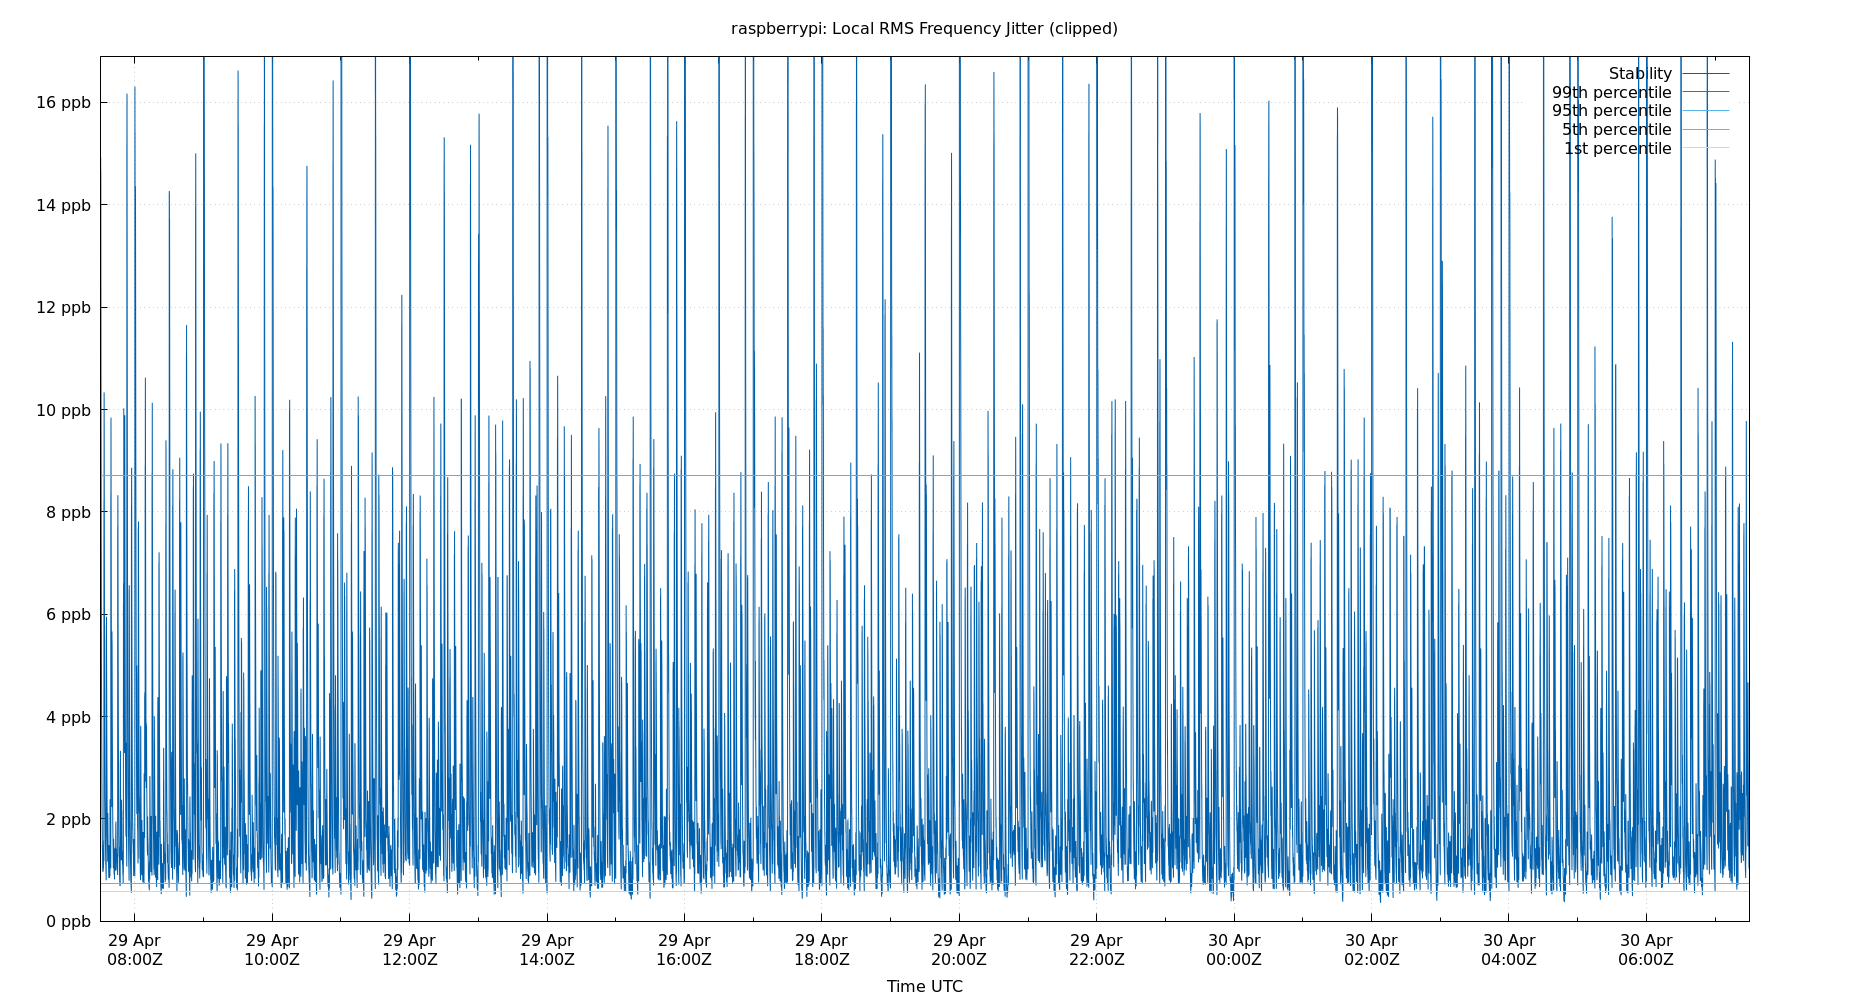 raspberrypi: Local RMS Frequency Jitter (clipped)
Stability
99th percentile
95th percentile
5th percentile
1st percentile
16 ppb
14 ppb
12 ppb
10 ppb
8 ppb
6 ppb
4 ppb
2 ppb
0 ppb
29 Apr 29 Apr 29 Apr 29 Apr 29 Apr 29 Apr 29 Apr 29 Apr 30 Apr 30 Apr 30 Apr 30 Apr
08:00Z 10:00Z 12:00Z 14:00Z 16:00Z 18:00Z 20:00Z 22:00Z 00:00Z 02:00Z 04:00Z 06:00Z
Time UTC